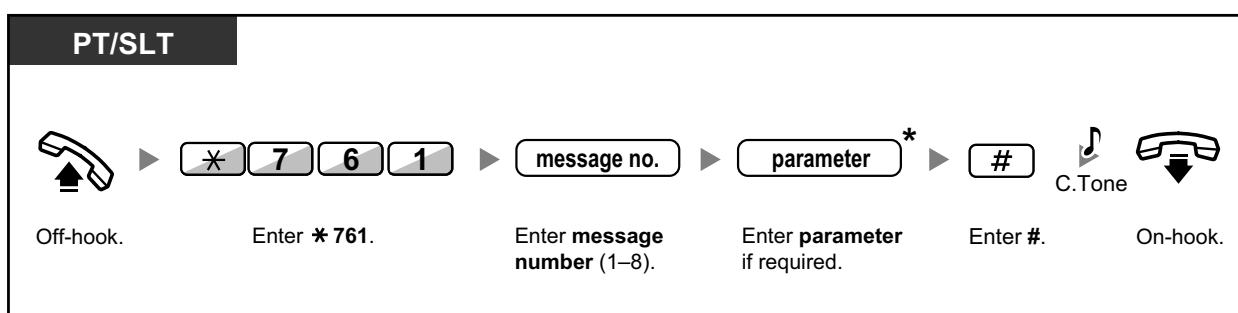 PT/SLT
✳ 7 6 1 message no. parameter * #
C.Tone
Off-hook. Enter ✳ 761. Enter message Enter parameter Enter #. On-hook.
number (1–8). if required.